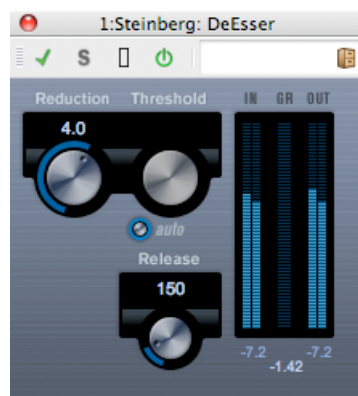 1:Steinberg: DeEsser
S
Reduction Threshold
IN GR OUT
4.0
auto
Release
150
-7.2 -1.42 -7.2